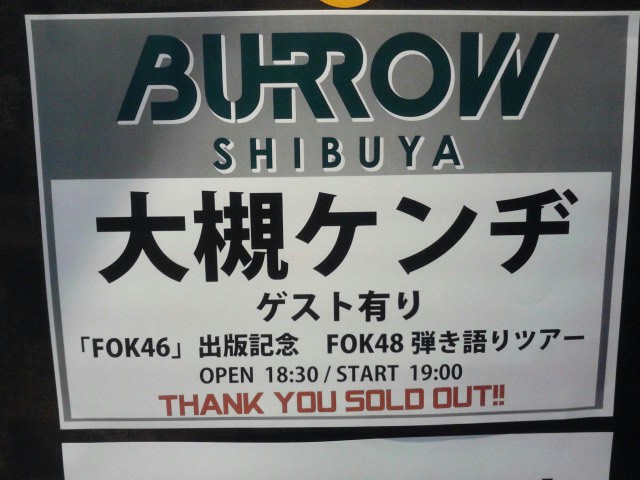 BURROW
SHIBUYA
大槻ケンヂ
ゲスト有り
「FOK46」出版記念 FOK48 弾き語りツアー
OPEN 18:30 / START 19:00
THANK YOU SOLD OUT!!